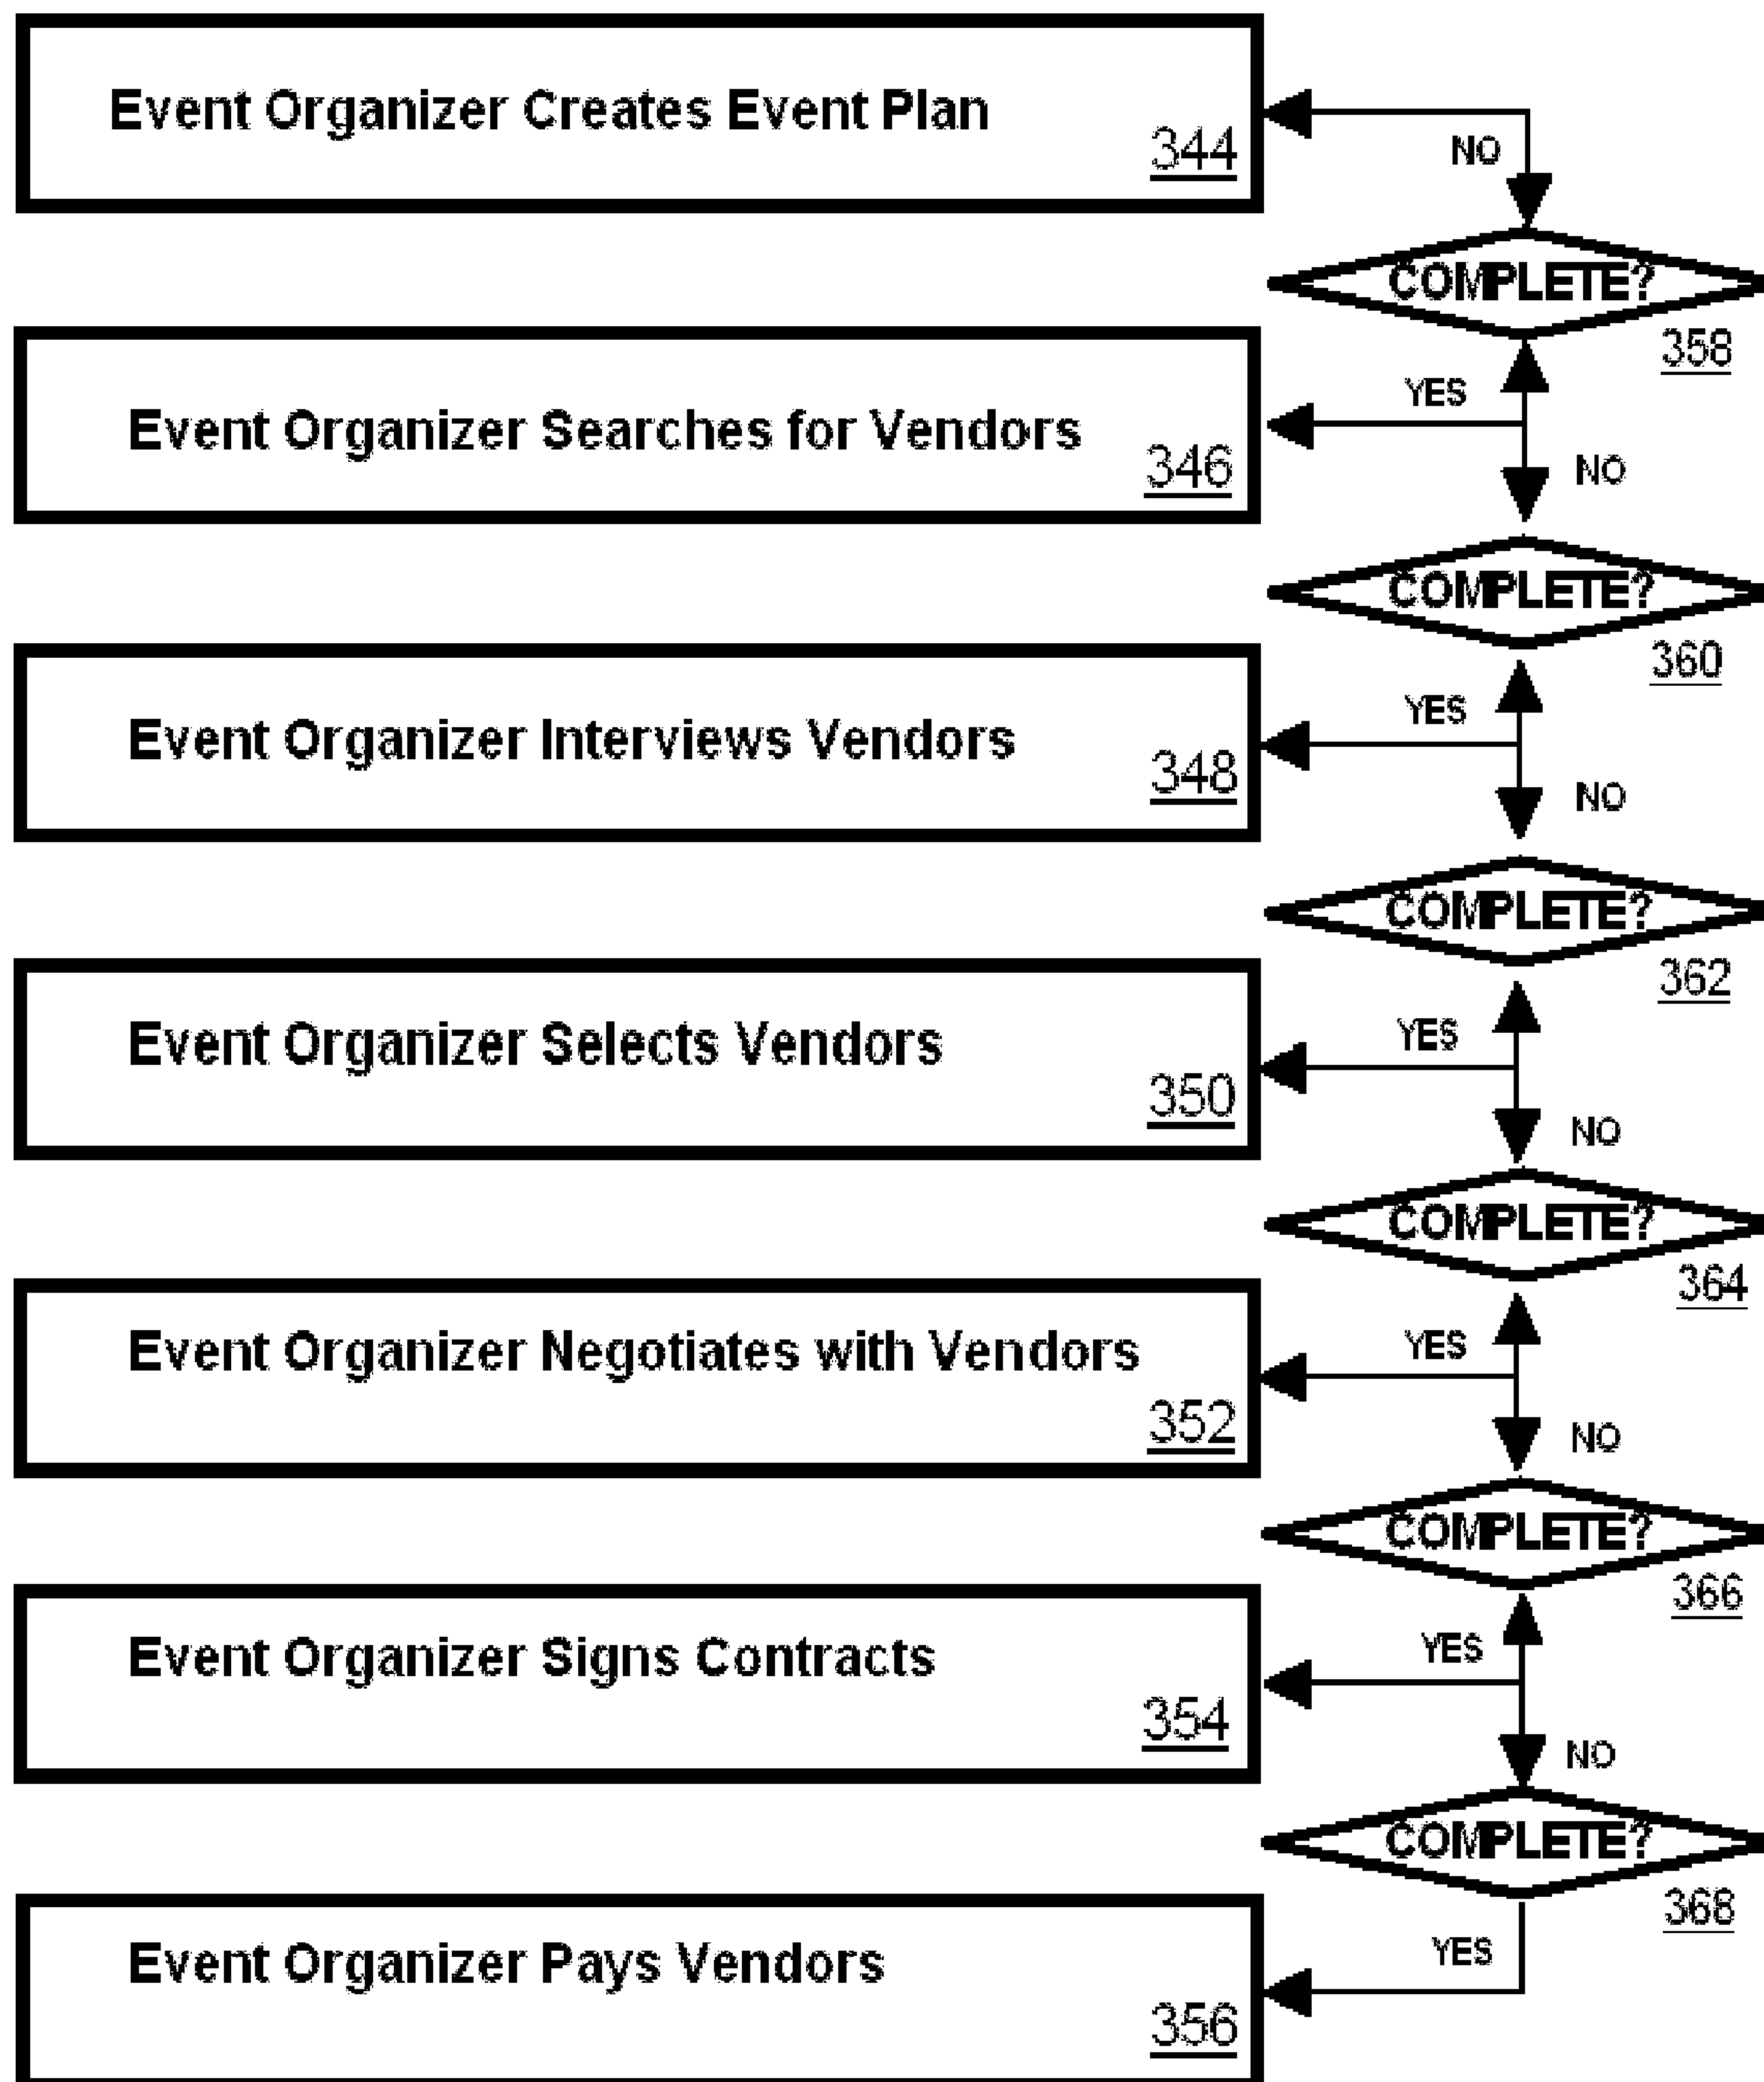 Event Organizer Creates Event Plan
344
NO
COMPLETE?
358
YES
Event Organizer Searches for Vendors
346
NO
COMPLETE?
360
YES
Event Organizer Interviews Vendors
348
NO
COMPLETE?
362
YES
Event Organizer Selects Vendors
350
NO
COMPLETE?
364
YES
Event Organizer Negotiates with Vendors
352
NO
COMPLETE?
366
YES
Event Organizer Signs Contracts
354
NO
COMPLETE?
368
YES
Event Organizer Pays Vendors
356